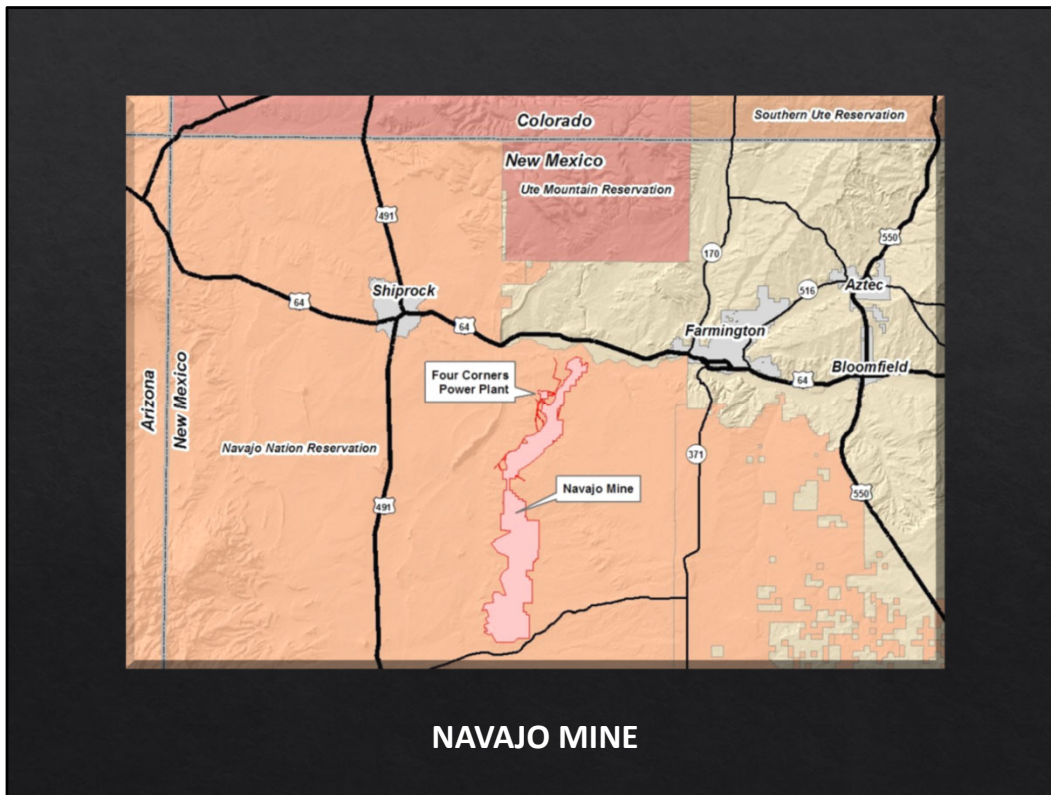 Colorado
Southern Ute Reservation
New Mexico
Ute Mountain Reservation
491
170
550
Shiprock
516
Aztec
64
64
Farmington
Four Corners
Power Plant
64
Bloomfield
Arizona
New Mexico
Navajo Nation Reservation
371
Navajo Mine
491
550
NAVAJO MINE